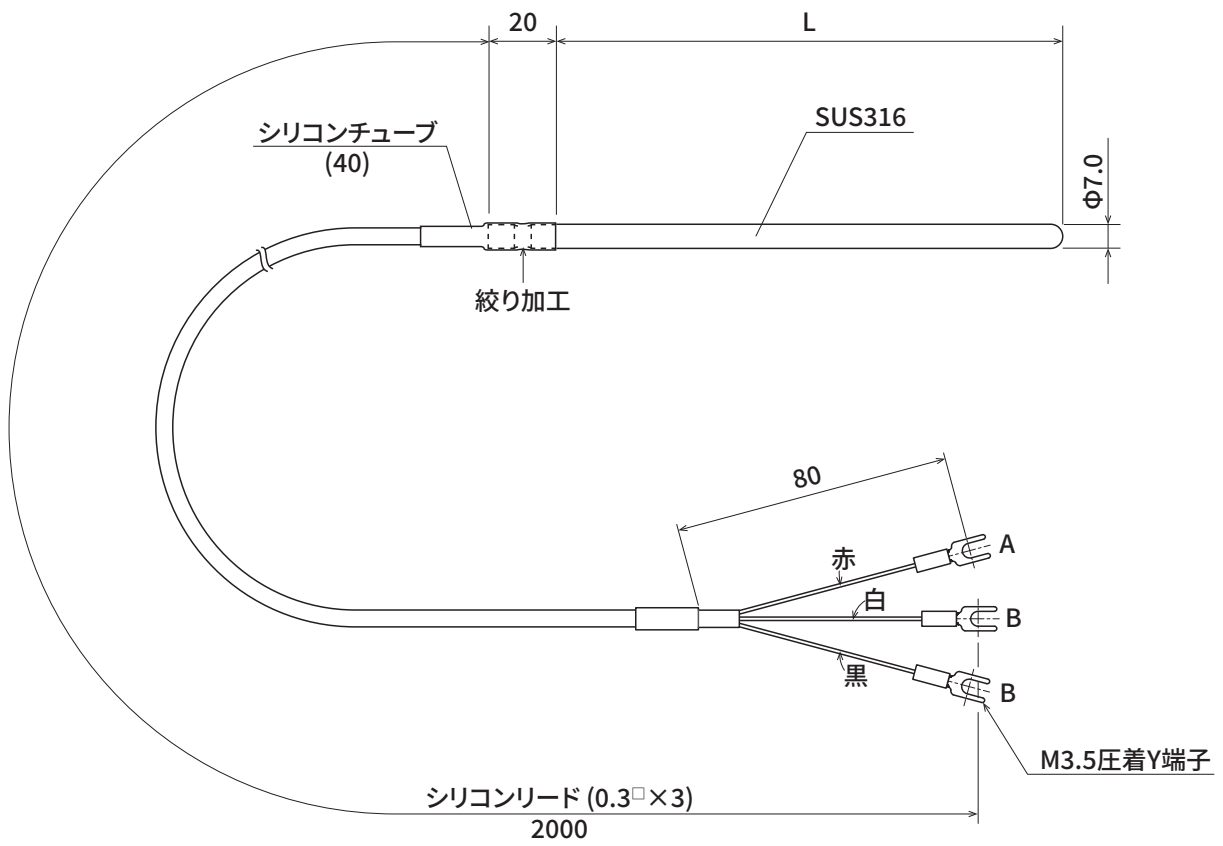 20
L
SUS316
シリコンチューブ
(40)
Φ7.0
絞り加工
80
赤
A
白
B
黒
B
M3.5圧着Y端子
シリコンリード (0.3□×3)
2000